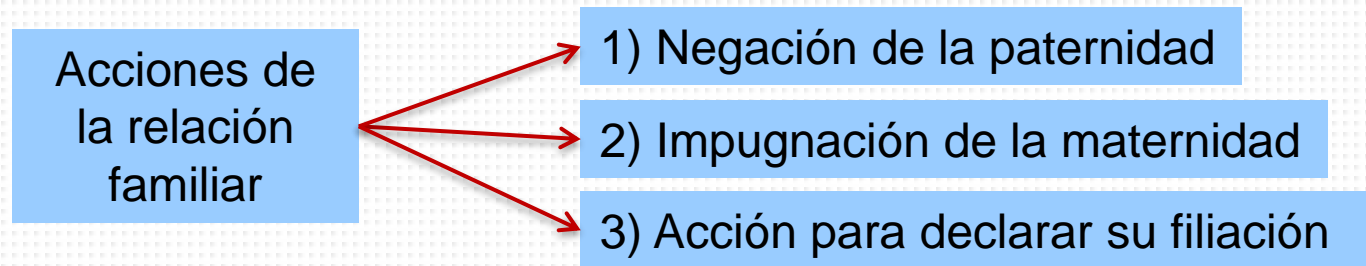 Acciones de
la relación
familiar
1) Negación de la paternidad
2) Impugnación de la maternidad
3) Acción para declarar su filiación